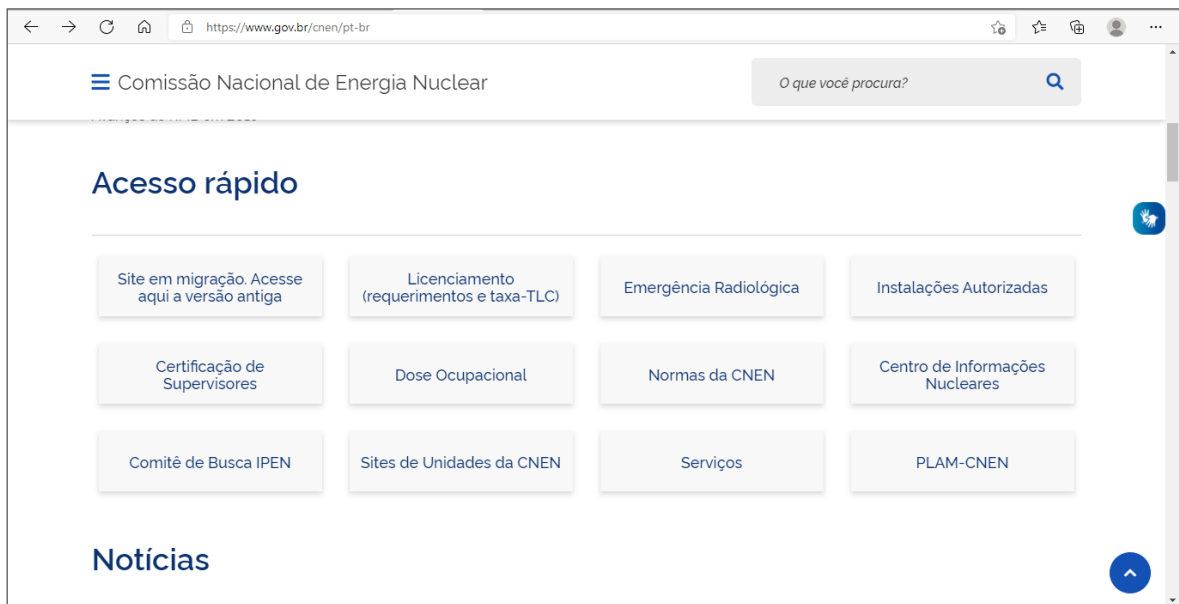 https://www.gov.br/cnen/pt-br
Comissão Nacional de Energia Nuclear
O que você procura?
Acesso rápido
Site em migração. Acesse
aqui a versão antiga
Licenciamento
(requerimentos e taxa-TLC)
Emergência Radiológica
Instalações Autorizadas
Certificação de
Supervisores
Dose Ocupacional
Normas da CNEN
Centro de Informações
Nucleares
Comitê de Busca IPEN
Sites de Unidades da CNEN
Serviços
PLAM-CNEN
Notícias